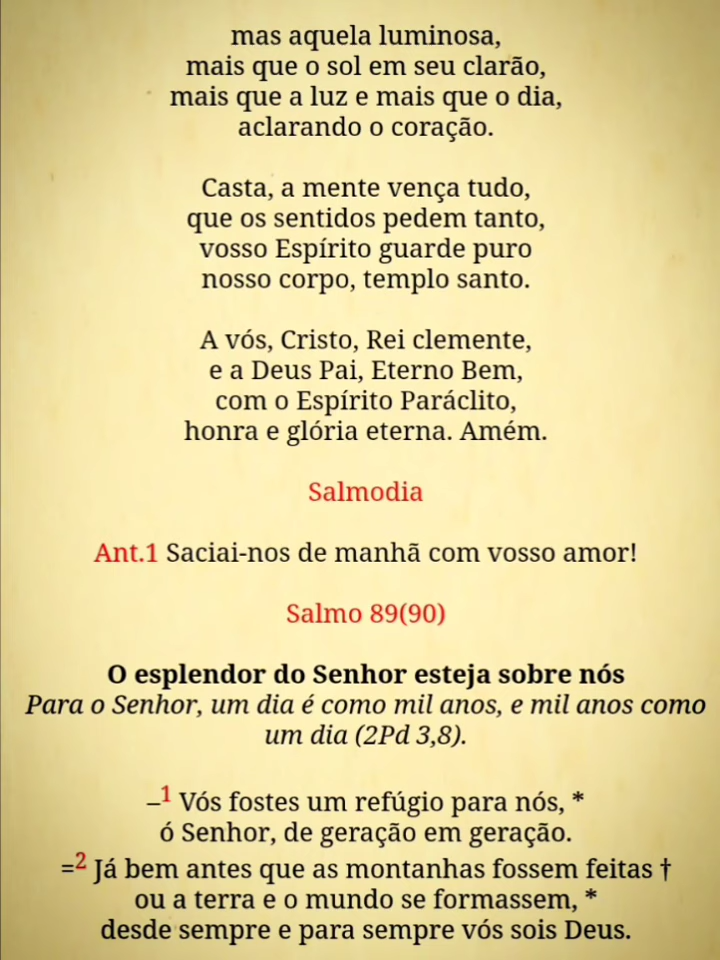 mas aquela luminosa,
mais que o sol em seu clarão,
mais que a luz e mais que o dia,
aclarando o coração.
Casta, a mente vença tudo,
que os sentidos pedem tanto,
vosso Espírito guarde puro
nosso corpo, templo santo.
A vós, Cristo, Rei clemente,
e a Deus Pai, Eterno Bem,
com o Espírito Paráclito,
honra e glória eterna. Amém.
Salmodia
Ant.1 Saciai-nos de manhã com vosso amor!
Salmo 89(90)
O esplendor do Senhor esteja sobre nós
Para o Senhor, um dia é como mil anos, e mil anos como
um dia (2Pd 3,8).
–1 Vós fostes um refúgio para nós, *
ó Senhor, de geração em geração.
=2 Já bem antes que as montanhas fossem feitas †
ou a terra e o mundo se formassem, *
desde sempre e para sempre vós sois Deus.